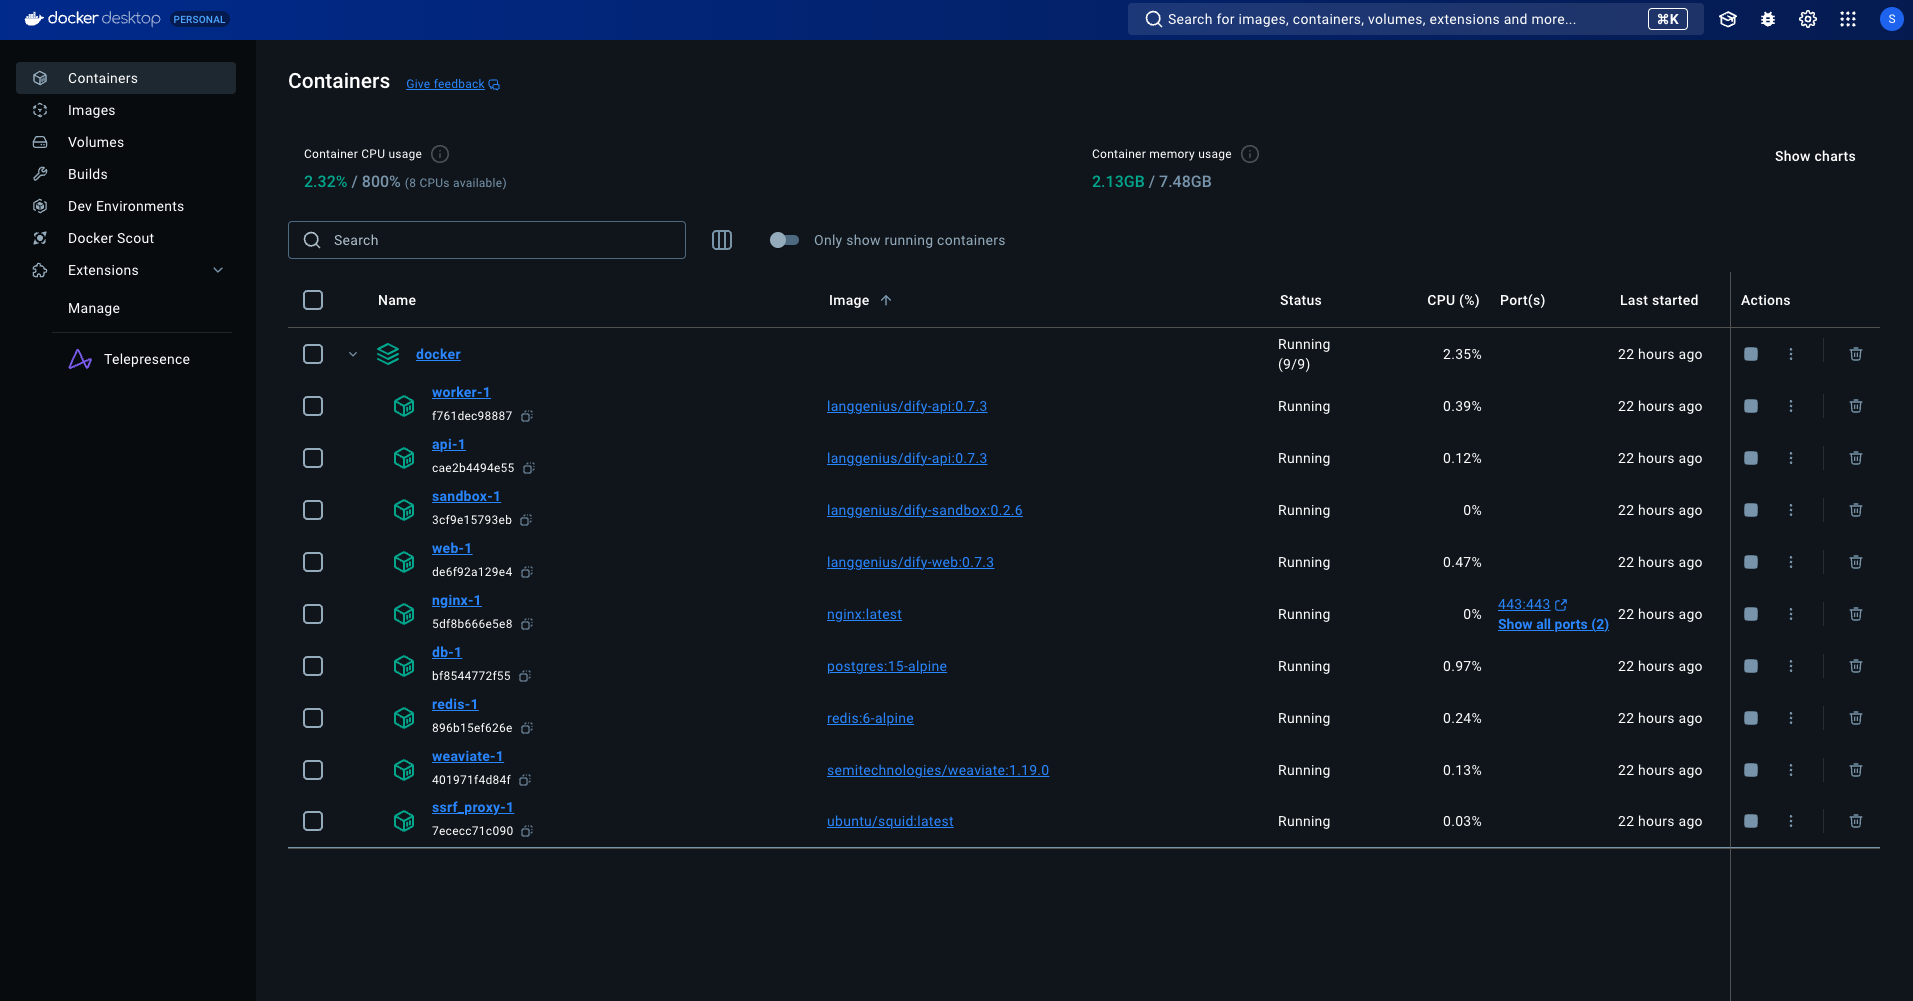 docker desktop PERSONAL
Search for images, containers, volumes, extensions and more... ⌘K
S
Containers
Images
Volumes
Builds
Dev Environments
Docker Scout
Extensions
Manage
Telepresence
Containers Give feedback
Container CPU usage
2.32% / 800% (8 CPUs available)
Container memory usage
2.13GB / 7.48GB
Show charts
Search
Only show running containers
Name Image Status CPU (%) Port(s) Last started Actions
docker Running (9/9) 2.35% 22 hours ago
worker-1
f761dec98887
langgenius/dify-api:0.7.3 Running 0.39% 22 hours ago
api-1
cae2b4494e55
langgenius/dify-api:0.7.3 Running 0.12% 22 hours ago
sandbox-1
3cf9e15793eb
langgenius/dify-sandbox:0.2.6 Running 0% 22 hours ago
web-1
de6f92a129e4
langgenius/dify-web:0.7.3 Running 0.47% 22 hours ago
nginx-1
5df8b666e5e8
nginx:latest Running 0% 443:443
Show all ports (2) 22 hours ago
db-1
bf8544772f55
postgres:15-alpine Running 0.97% 22 hours ago
redis-1
896b15ef626e
redis:6-alpine Running 0.24% 22 hours ago
weaviate-1
401971f4d84f
semitechnologies/weaviate:1.19.0 Running 0.13% 22 hours ago
ssrf_proxy-1
7ececc71c090
ubuntu/squid:latest Running 0.03% 22 hours ago